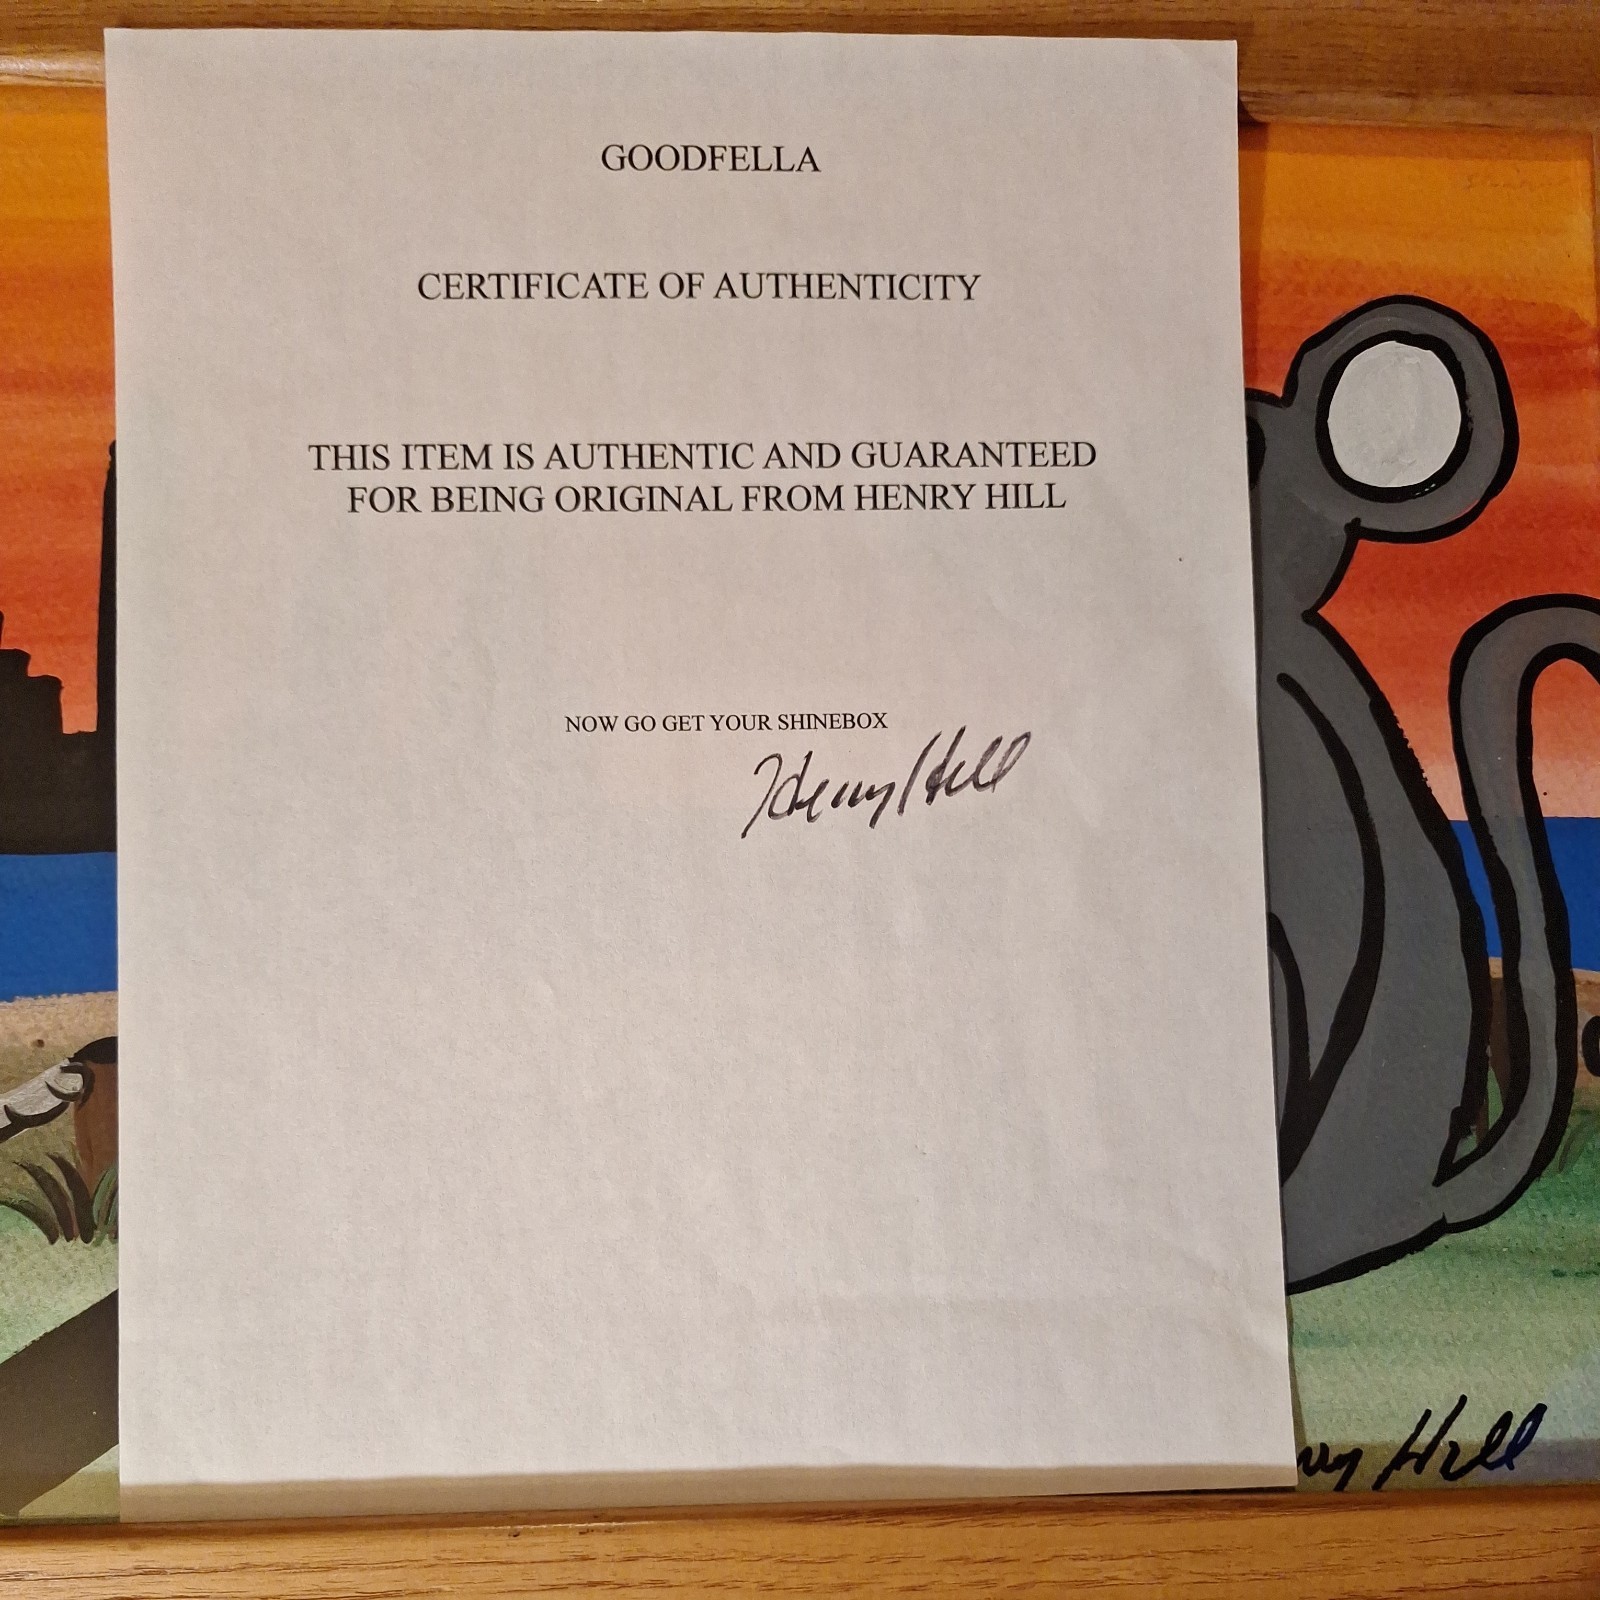 GOODFELLA
CERTIFICATE OF AUTHENTICITY
THIS ITEM IS AUTHENTIC AND GUARANTEED
FOR BEING ORIGINAL FROM HENRY HILL
NOW GO GET YOUR SHINEBOX
Henry Hill
Hill